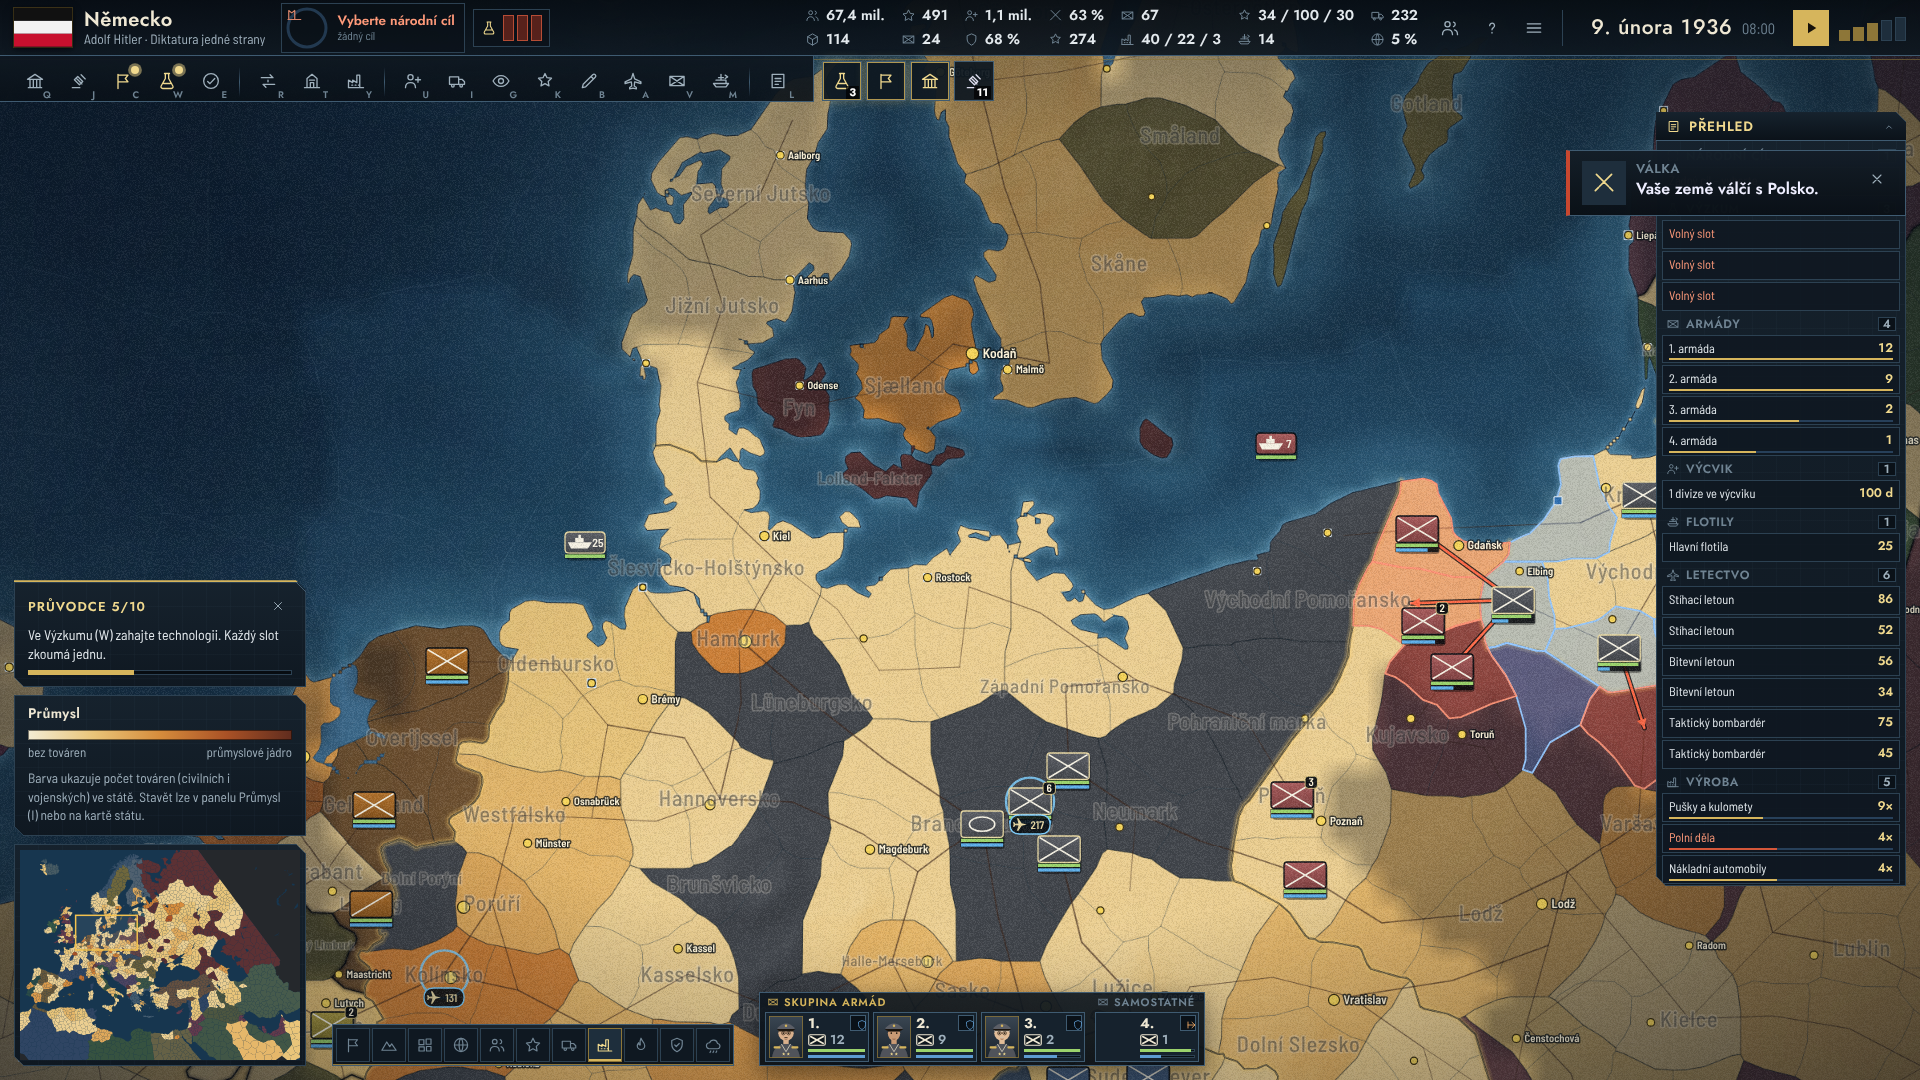 Německo
Adolf Hitler · Diktatura jedné strany
Vyberte národní cíl
žádný cíl
67,4 mil.
491
1,1 mil.
63 %
67
34 / 100 / 30
232
114
24
68 %
274
40 / 22 / 3
14
5 %
?
9. února 1936
08:00
Q
J
C
W
E
R
T
Y
U
I
G
K
B
A
V
M
L
3
11
PŘEHLED
VÁLKA
Vaše země válčí s Polsko.
Volný slot
Volný slot
Volný slot
ARMÁDY
4
1. armáda
12
2. armáda
9
3. armáda
2
4. armáda
1
VÝCVIK
1
1 divize ve výcviku
100 d
FLOTILY
1
Hlavní flotila
25
LETECTVO
6
Stíhací letoun
86
Stíhací letoun
52
Bitevní letoun
56
Bitevní letoun
34
Taktický bombardér
75
Taktický bombardér
45
VÝROBA
5
Pušky a kulomety
9×
Polní děla
4×
Nákladní automobily
4×
Gotland
Småland
Aalborg
Severní Jutsko
Skåne
Aarhus
Jižní Jutsko
Kodaň
Malmö
Odense
Sjælland
Fyn
7
Lolland-Falster
Kiel
25
Šlesvicko-Holštýnsko
Rostock
Gdaňsk
Elbing
Východní Pomořansko
2
Hamburk
Oldenbursko
Západní Pomořansko
Brémy
Lüneburgsko
Pohraniční marka
Kujavsko
Toruň
Overijssel
Osnabrück
Hannoversko
Westfálsko
6
217
Neumark
3
Poznaň
Münster
Magdeburk
Brunšvicko
Dolní Porýní
Porúří
Lodž
Lodž
Radom
Lublin
Kassel
Kasselsko
Halle-Merseburk
Maastricht
Kolínsko
131
Lutych
2
Sasko
Lužice
Vratislav
Kielce
Čenstochová
Dolní Slezsko
PRŮVODCE 5/10
Ve Výzkumu (W) zahajte technologii. Každý slot
zkoumá jednu.
Průmysl
bez továren
průmyslové jádro
Barva ukazuje počet továren (civilních i
vojenských) ve státě. Stavět lze v panelu Průmysl
(I) nebo na kartě státu.
SKUPINA ARMÁD
SAMOSTATNÉ
1.
12
2.
9
3.
2
4.
1